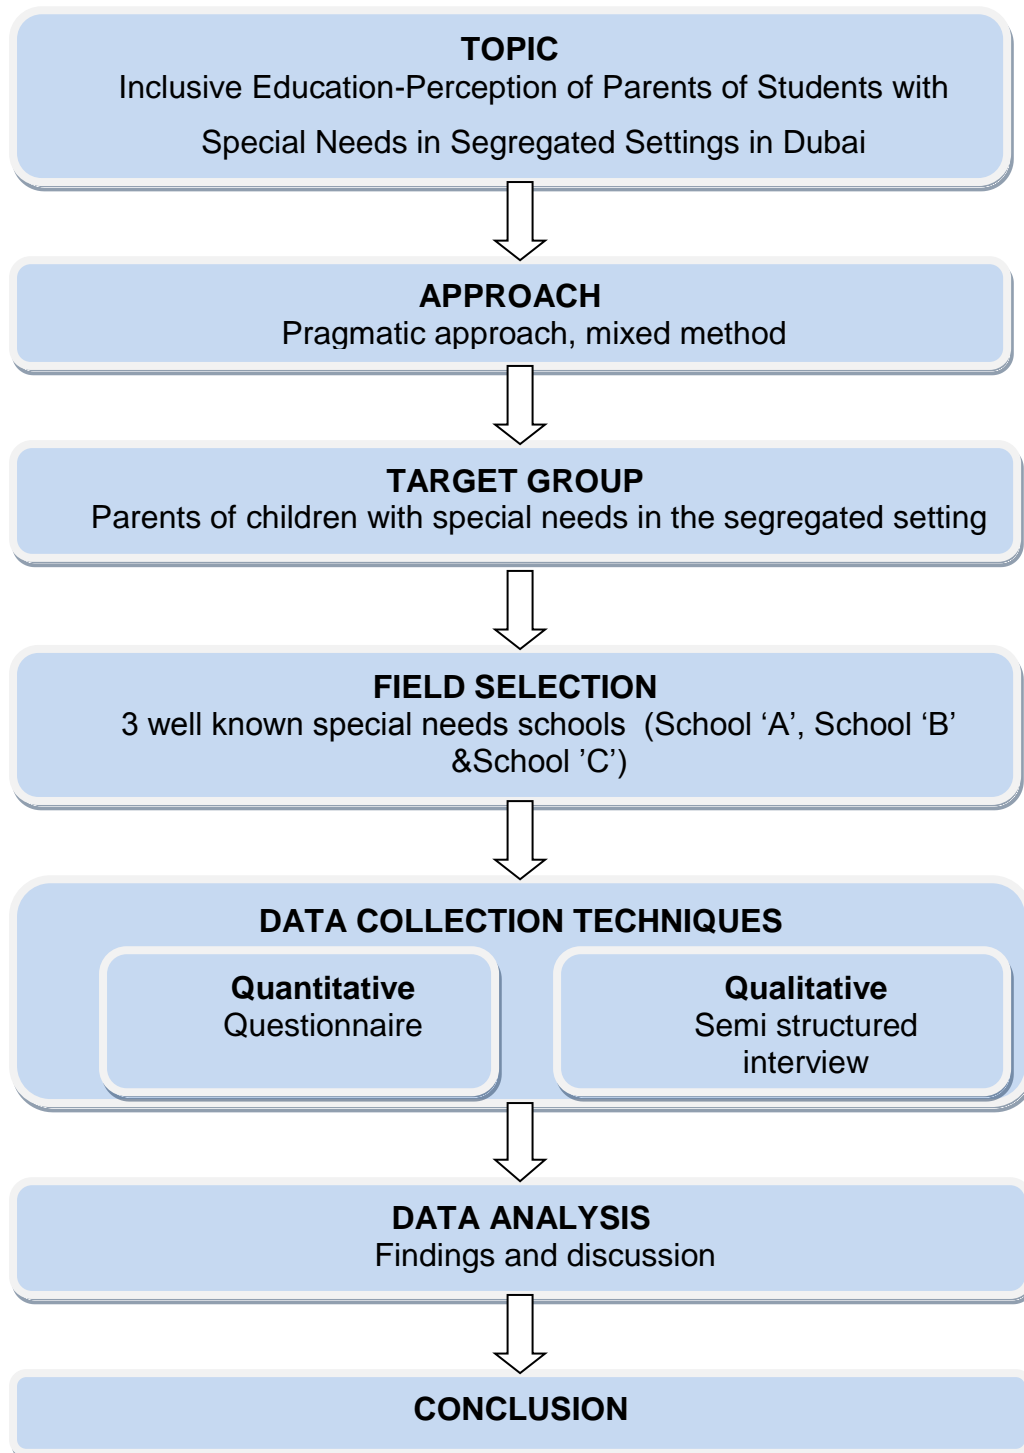 TOPIC
Inclusive Education-Perception of Parents of Students with
Special Needs in Segregated Settings in Dubai
APPROACH
Pragmatic approach, mixed method
TARGET GROUP
Parents of children with special needs in the segregated setting
FIELD SELECTION
3 well known special needs schools (School ‘A’, School ‘B’
&School ’C’)
DATA COLLECTION TECHNIQUES
Quantitative
Questionnaire
Qualitative
Semi structured
interview
DATA ANALYSIS
Findings and discussion
CONCLUSION